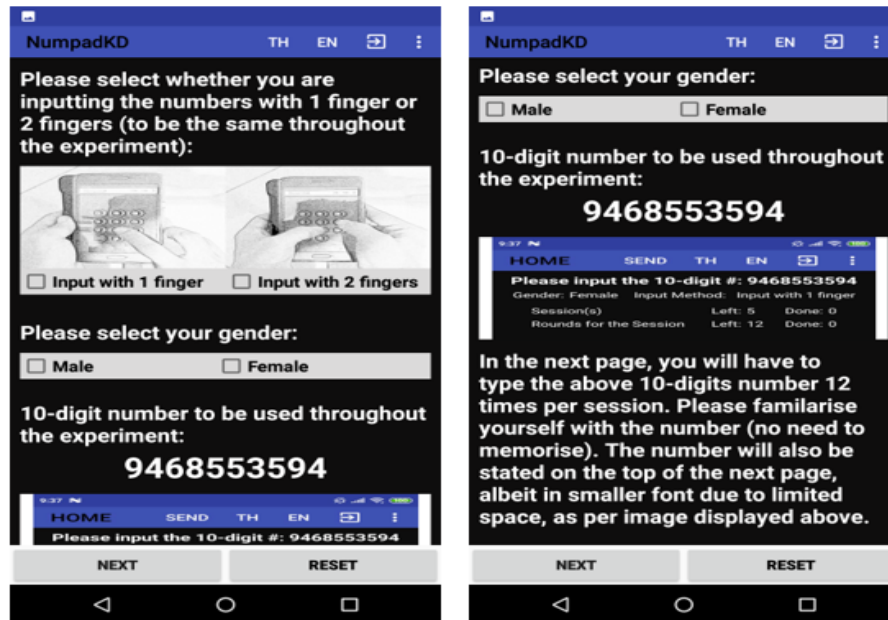 NumpadKD TH EN
Please select whether you are
inputting the numbers with 1 finger or
2 fingers (to be the same throughout
the experiment):
Input with 1 finger Input with 2 fingers
Please select your gender:
Male Female
10-digit number to be used throughout
the experiment:
9468553594
9:37
HOME SEND TH EN
Please input the 10-digit #: 9468553594
NEXT RESET
NumpadKD TH EN
Please select your gender:
Male Female
10-digit number to be used throughout
the experiment:
9468553594
9:37
HOME SEND TH EN
Please input the 10-digit #: 9468553594
Gender: Female Input Method: Input with 1 finger
Session(s) Left: 5 Done: 0
Rounds for the Session Left: 12 Done: 0
In the next page, you will have to
type the above 10-digits number 12
times per session. Please familarise
yourself with the number (no need to
memorise). The number will also be
stated on the top of the next page,
albeit in smaller font due to limited
space, as per image displayed above.
NEXT RESET